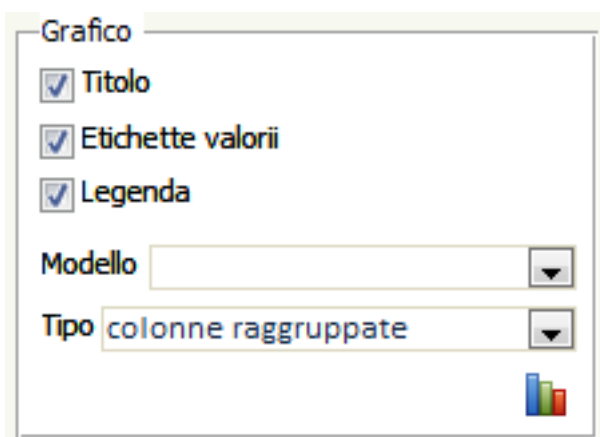 Grafico
Titolo
Etichette valorii
Legenda
Modello
Tipo colonne raggruppate